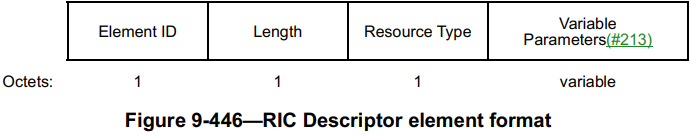 Element ID Length Resource Type Variable Parameters(#213)
Octets: 1 1 1 variable
Figure 9-446—RIC Descriptor element format